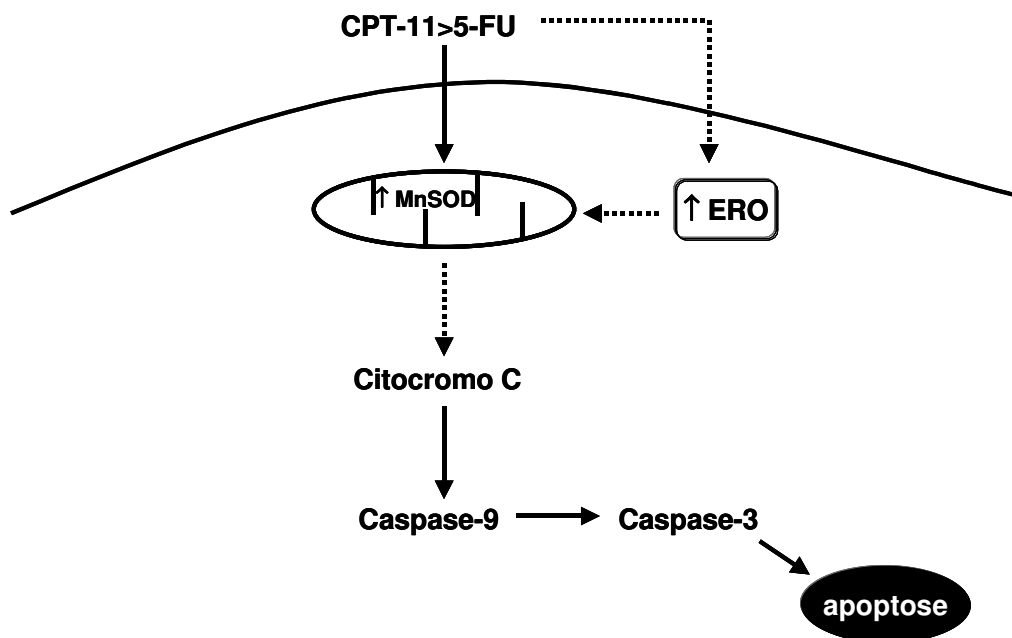 CPT-11>5-FU
↑ MnSOD
↑ ERO
Citocromo C
Caspase-9
Caspase-3
apoptose